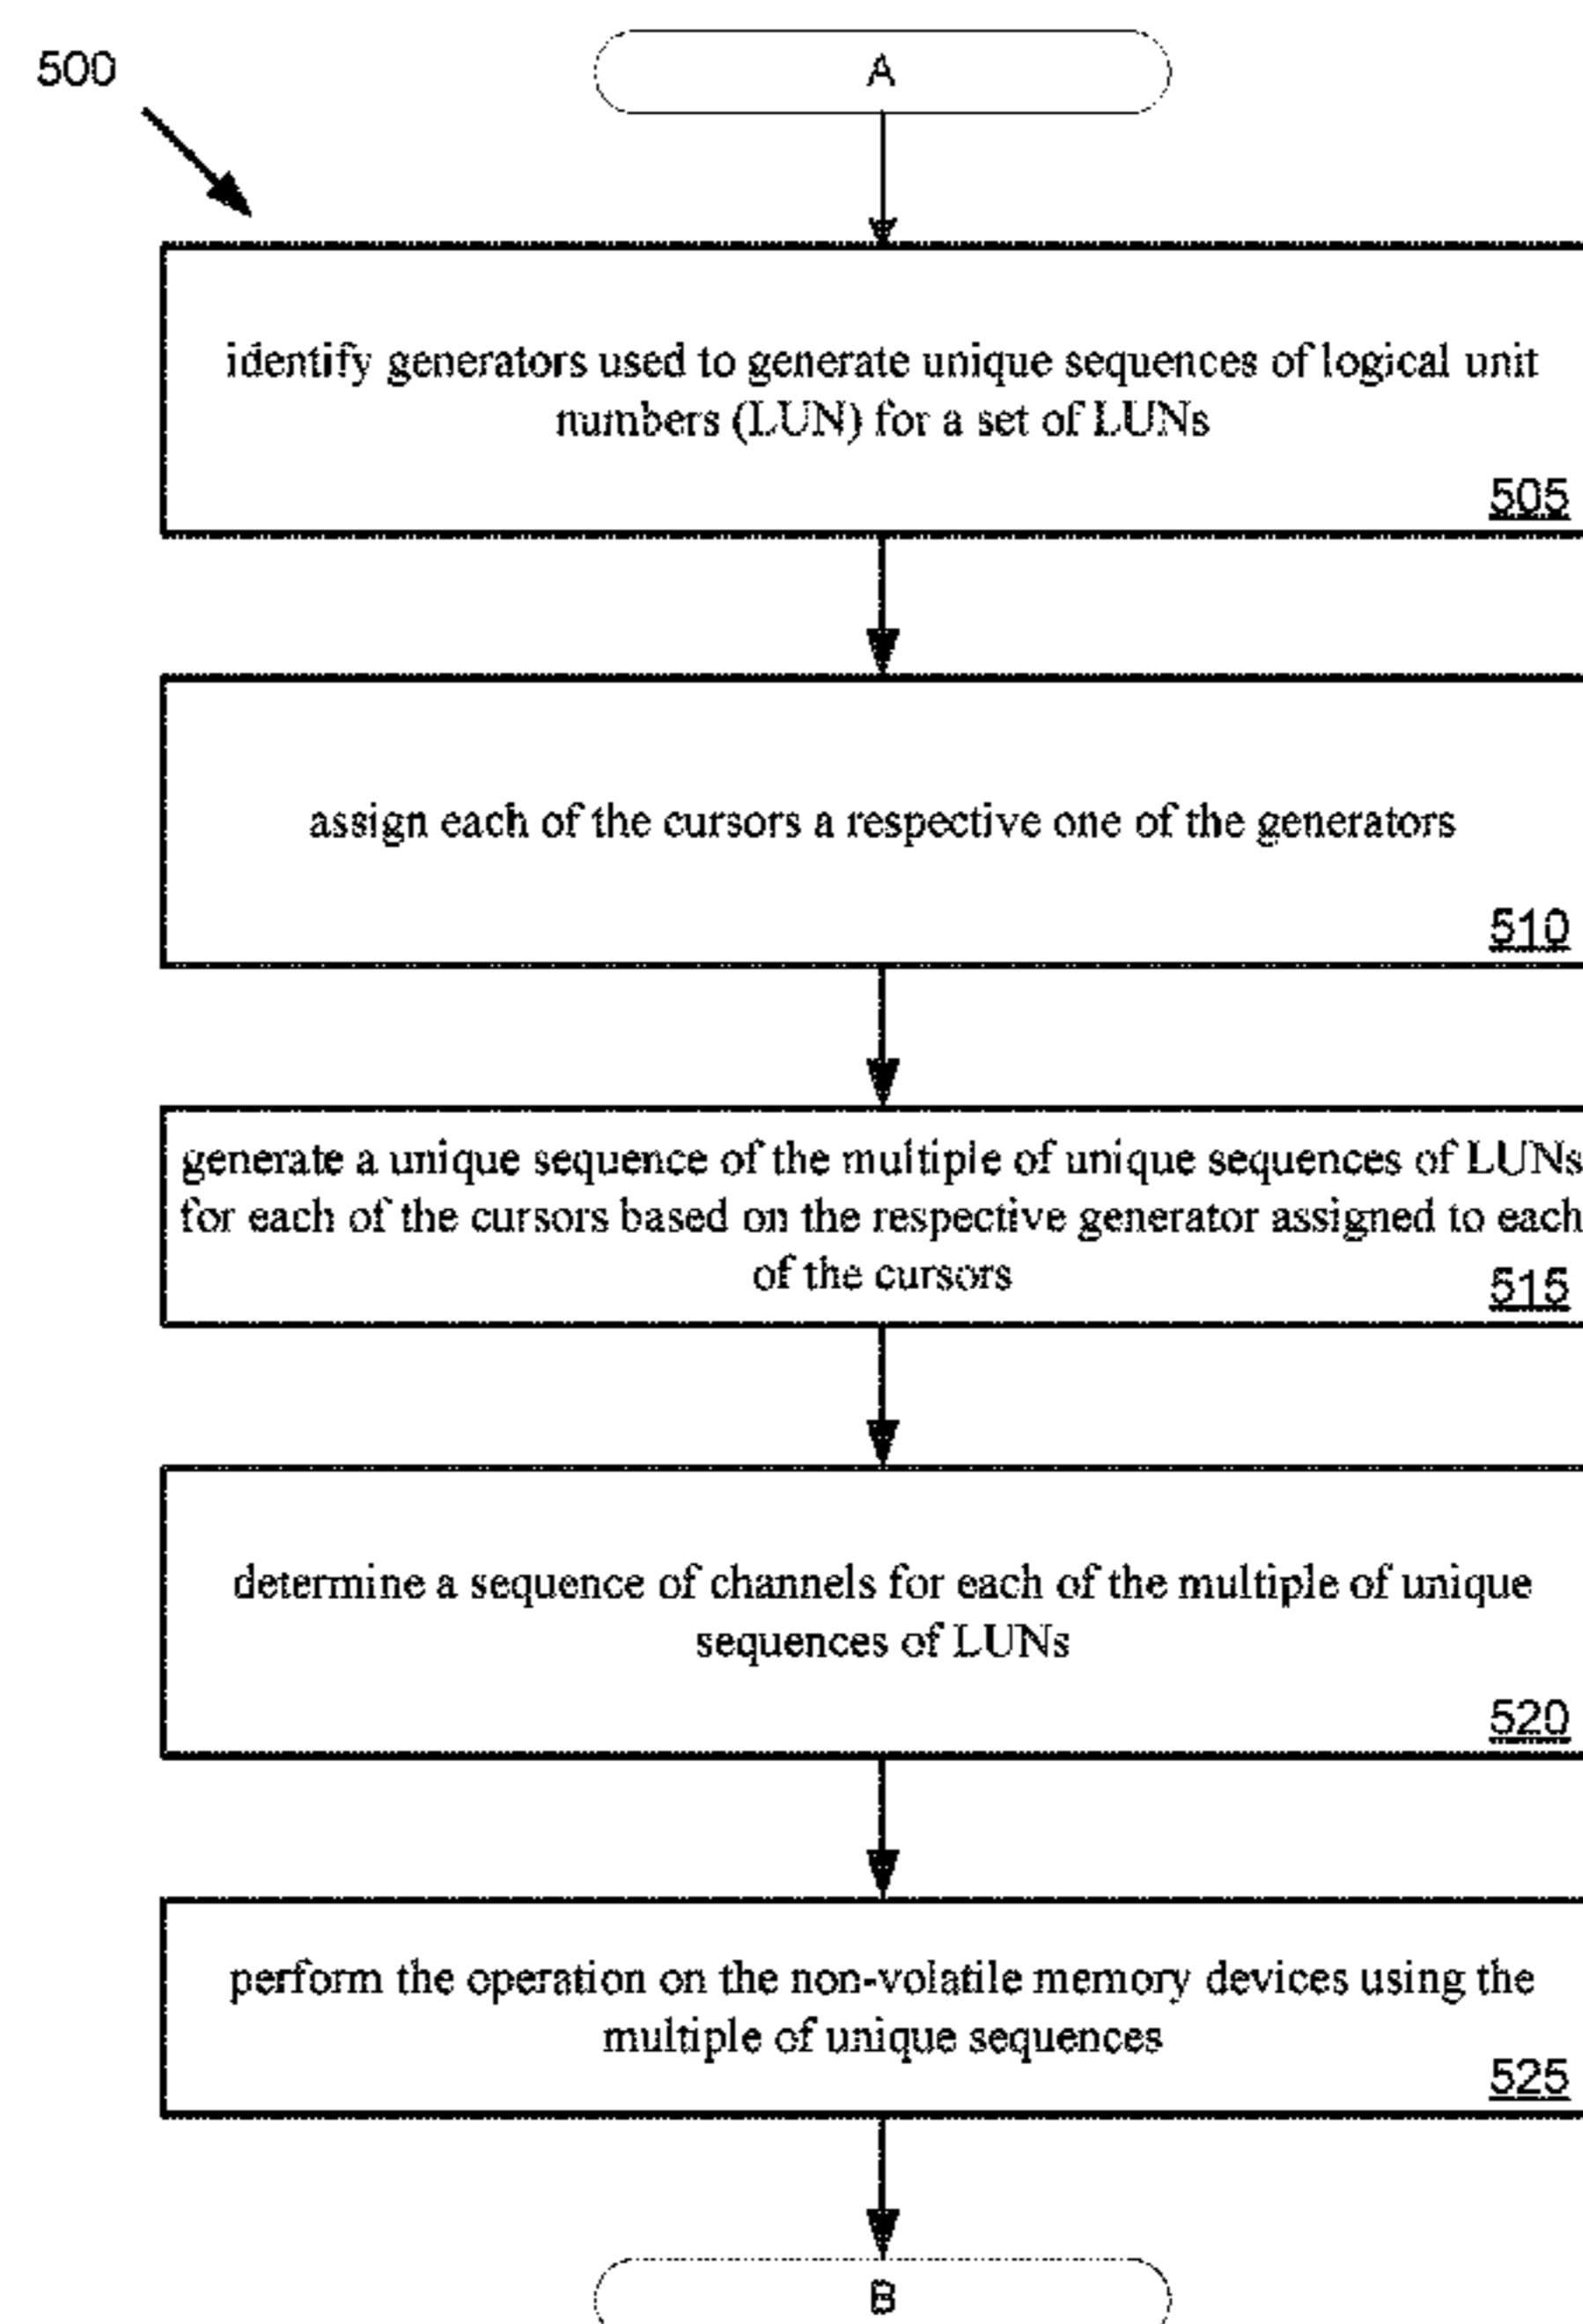 500
A
identify generators used to generate unique sequences of logical unit
numbers (LUN) for a set of LUNs
505
assign each of the cursors a respective one of the generators
510
generate a unique sequence of the multiple of unique sequences of LUNs
for each of the cursors based on the respective generator assigned to each
of the cursors
515
determine a sequence of channels for each of the multiple of unique
sequences of LUNs
520
perform the operation on the non-volatile memory devices using the
multiple of unique sequences
525
B